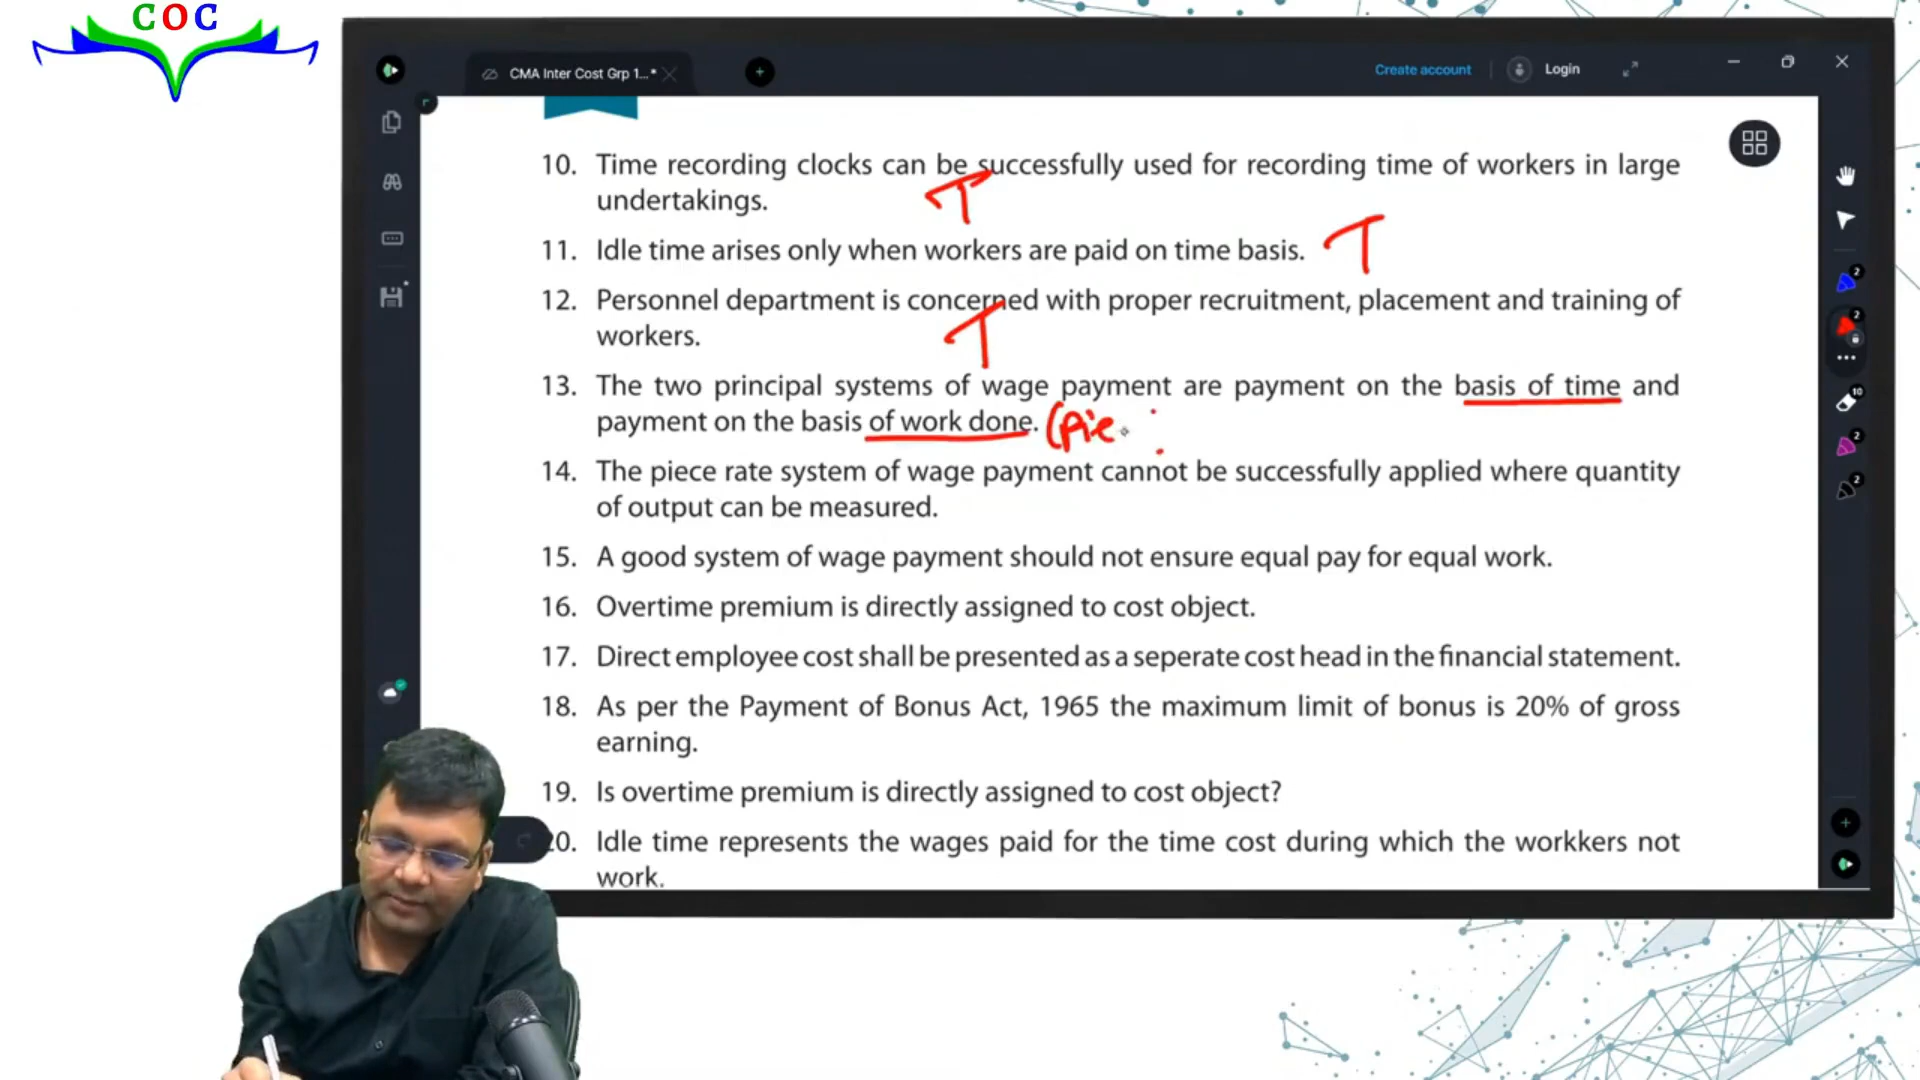 COC
CMA Inter Cost Grp 1...*
Create account
Login
10. Time recording clocks can be successfully used for recording time of workers in large
undertakings.
T
11. Idle time arises only when workers are paid on time basis.
T
12. Personnel department is concerned with proper recruitment, placement and training of
workers.
T
13. The two principal systems of wage payment are payment on the basis of time and
payment on the basis of work done. (Pie
14. The piece rate system of wage payment cannot be successfully applied where quantity
of output can be measured.
15. A good system of wage payment should not ensure equal pay for equal work.
16. Overtime premium is directly assigned to cost object.
17. Direct employee cost shall be presented as a seperate cost head in the financial statement.
18. As per the Payment of Bonus Act, 1965 the maximum limit of bonus is 20% of gross
earning.
19. Is overtime premium is directly assigned to cost object?
20. Idle time represents the wages paid for the time cost during which the workkers not
work.
2
2
10
2
2